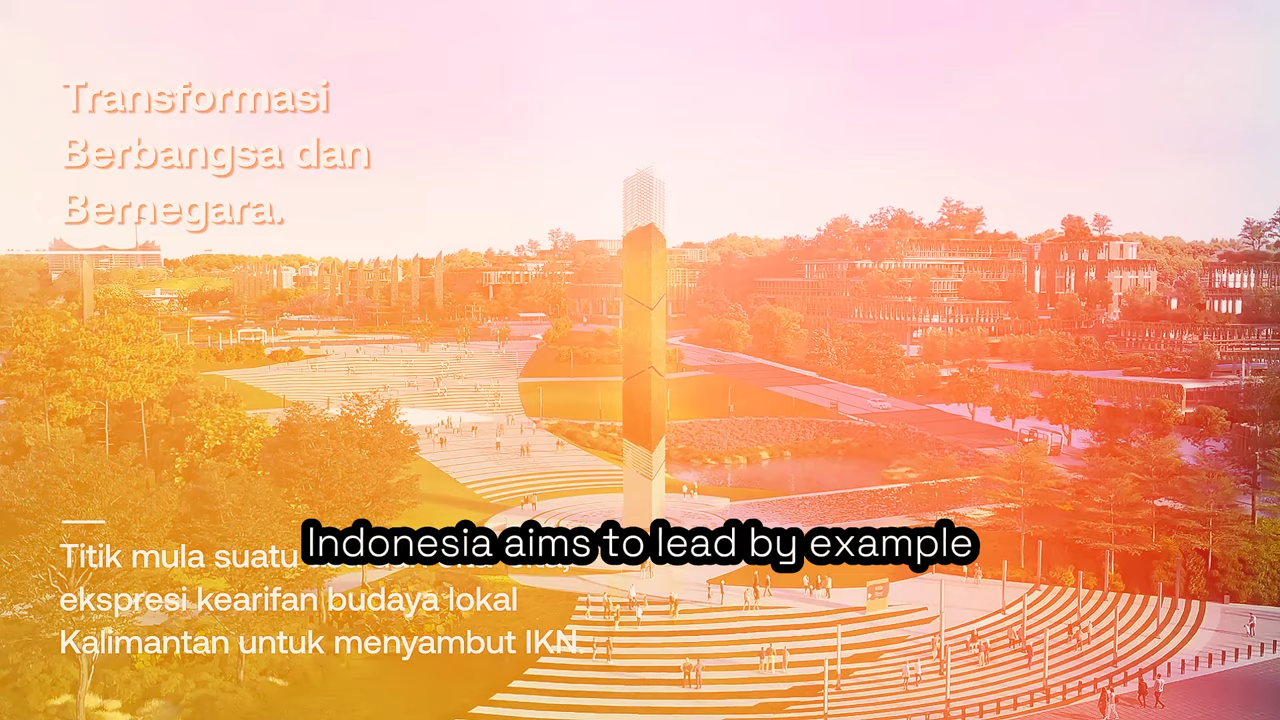 Transformasi
Berbangsa dan
Bernegara.
Titik mula suatu
Indonesia aims to lead by example
ekspresi kearifan budaya lokal
Kalimantan untuk menyambut IKN.